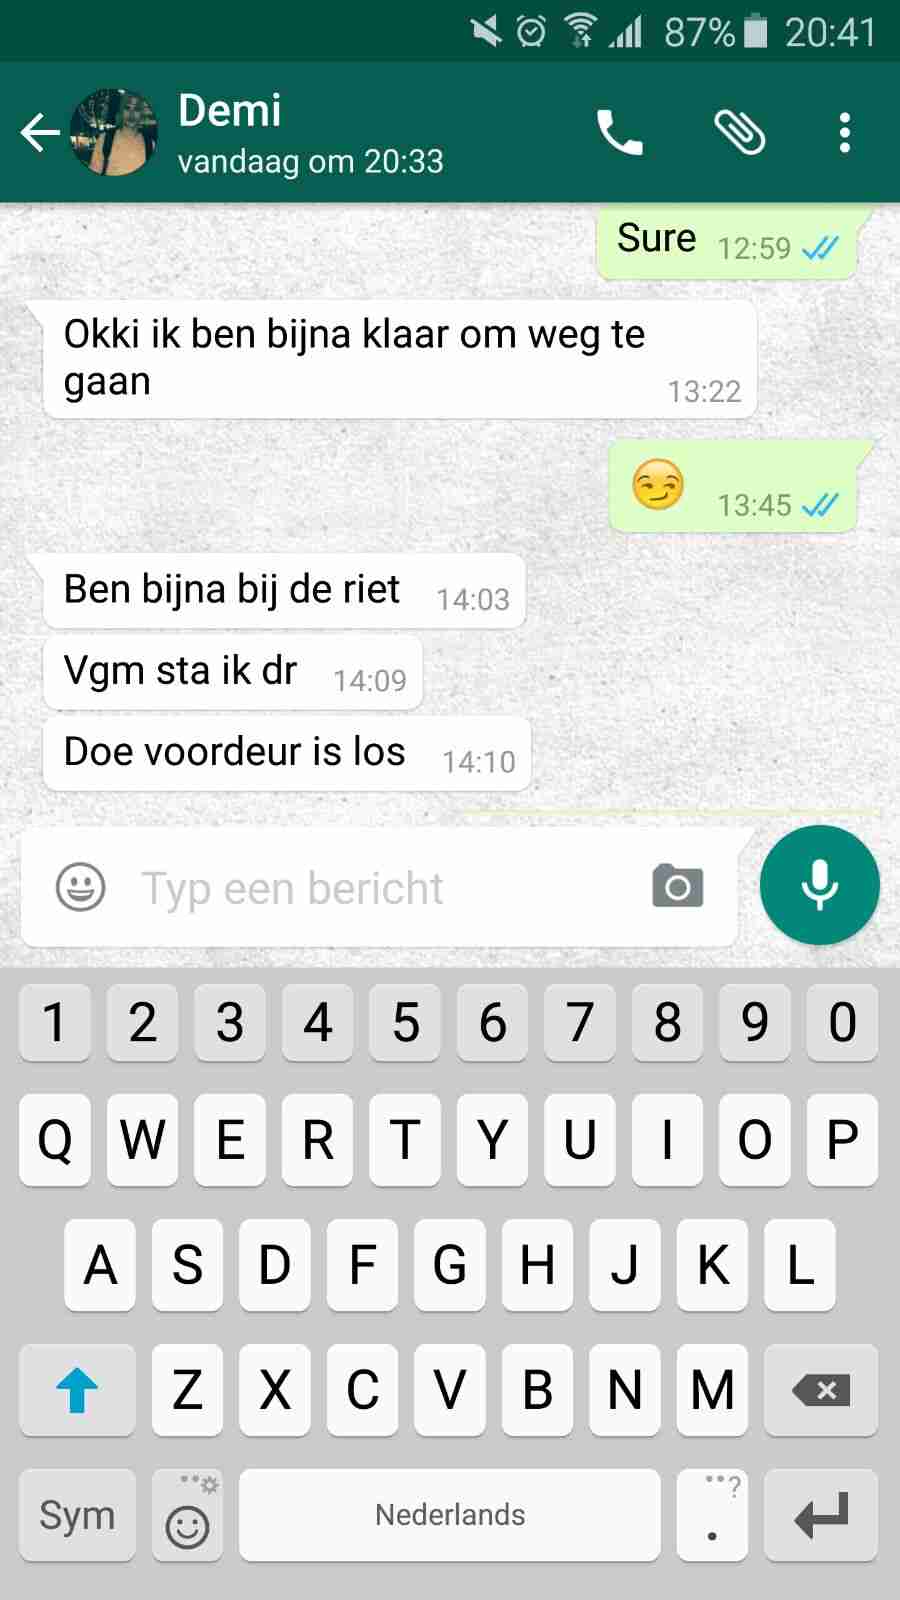 87% 20:41
Demi
vandaag om 20:33
Sure 12:59
Okki ik ben bijna klaar om weg te
gaan 13:22
😏 13:45
Ben bijna bij de riet 14:03
Vgm sta ik dr 14:09
Doe voordeur is los 14:10
Typ een bericht
1 2 3 4 5 6 7 8 9 0
Q W E R T Y U I O P
A S D F G H J K L
Z X C V B N M
Sym Nederlands . ?